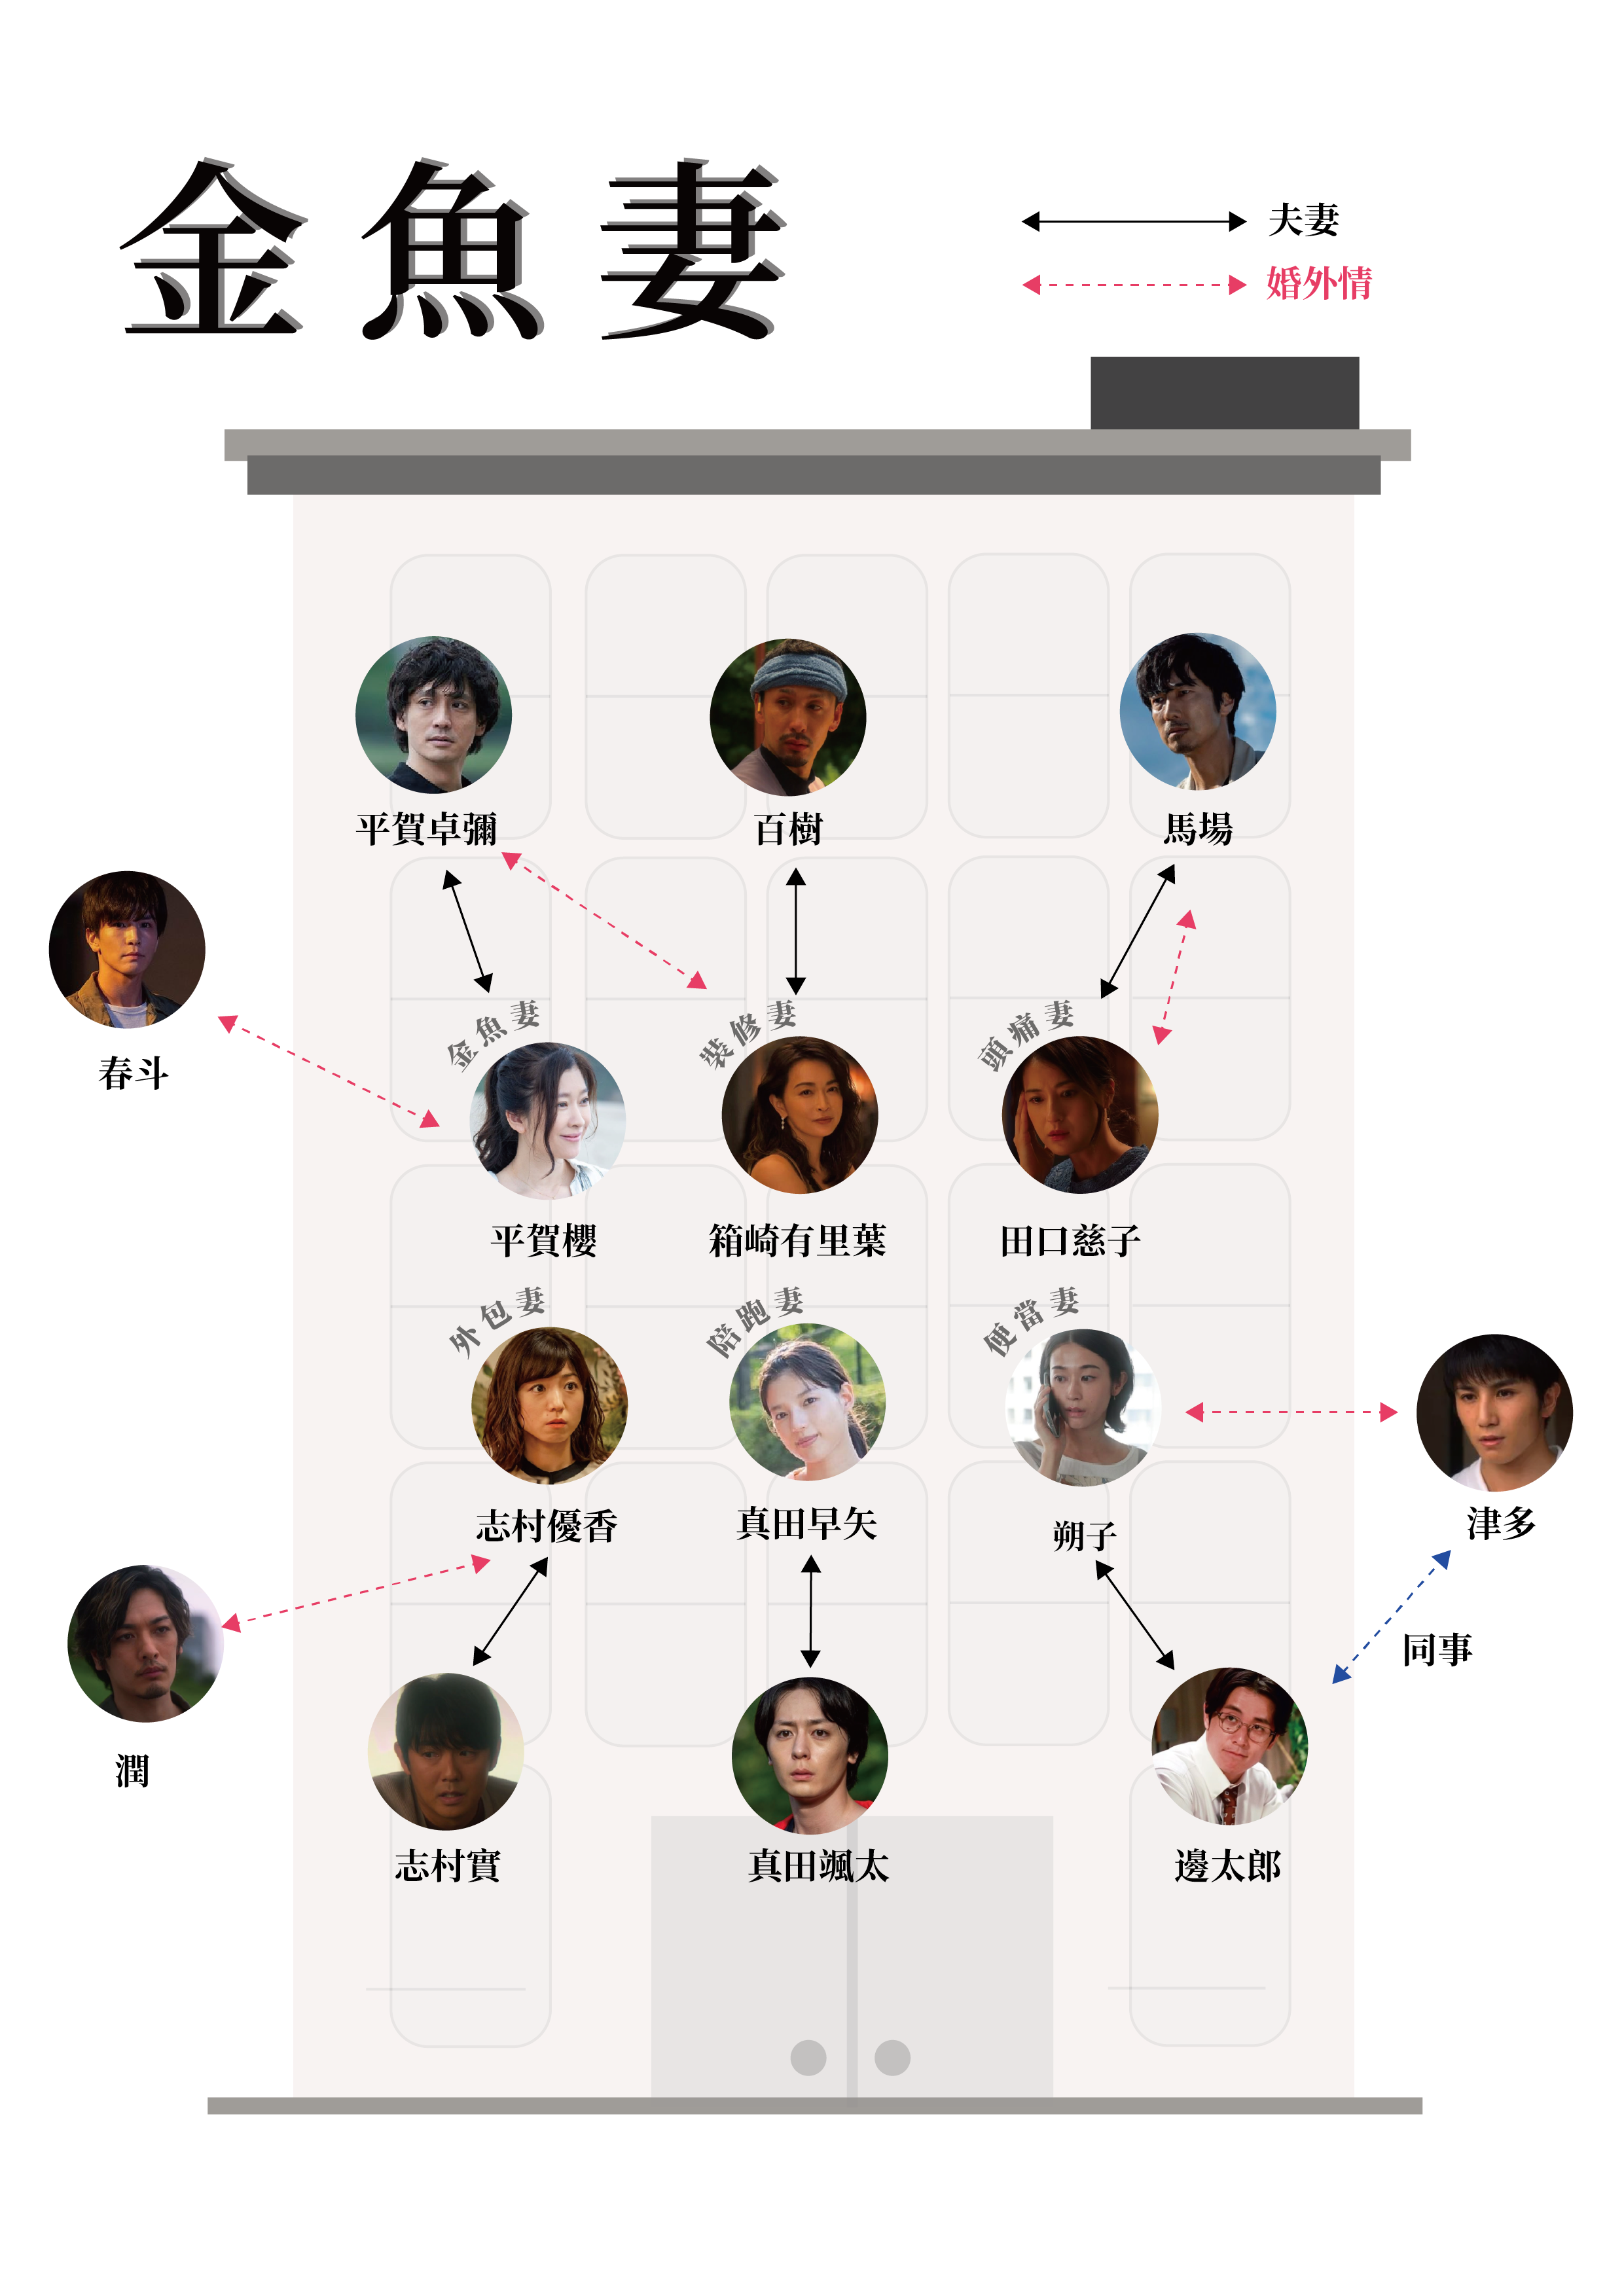 金魚妻
夫妻
婚外情
平賀卓彌
百樹
馬場
春斗
金魚妻
裝修妻
頭痛妻
平賀櫻
箱崎有里葉
田口慈子
外包妻
陪跑妻
便當妻
志村優香
真田早矢
朔子
津多
同事
潤
志村實
真田颯太
邊太郎